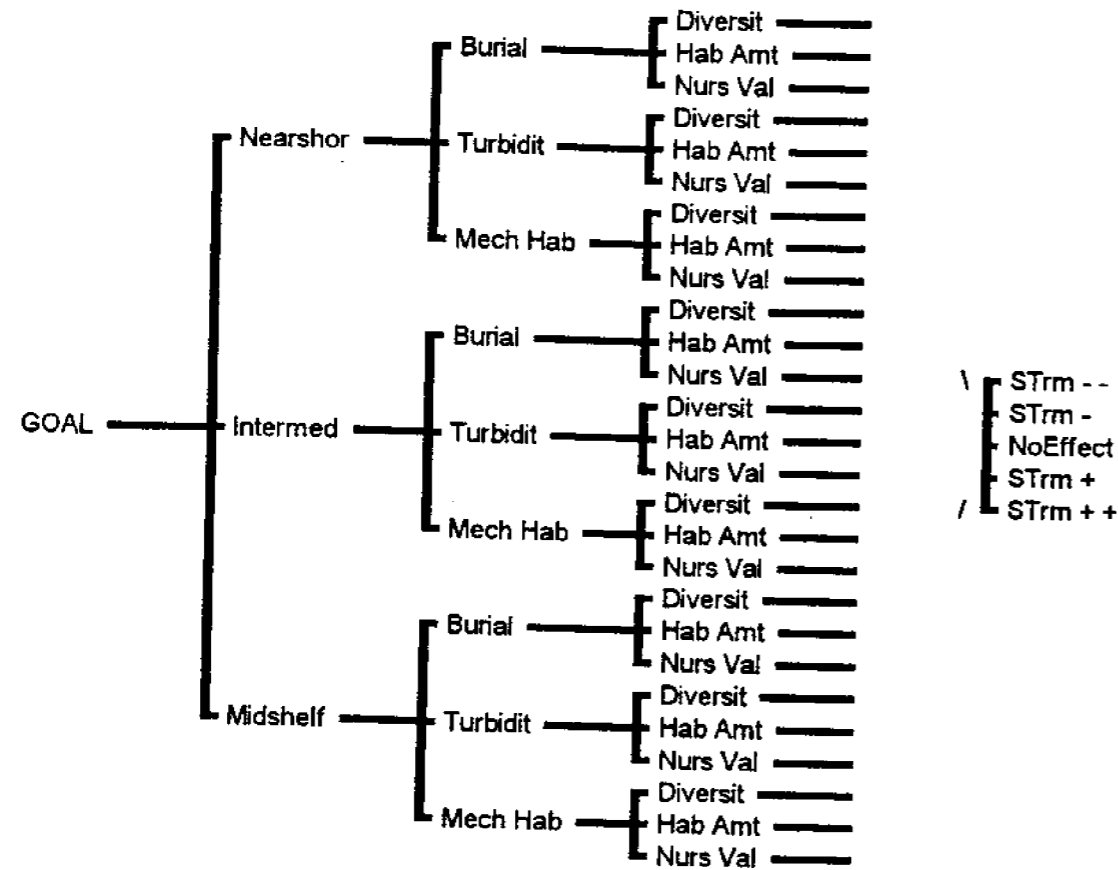 Diversit
Burial
Hab Amt
Nurs Val
Diversit
Nearshor
Turbidit
Hab Amt
Nurs Val
Diversit
Mech Hab
Hab Amt
Nurs Val
Diversit
Burial
Hab Amt
Nurs Val
\ STrm - -
Diversit
STrm -
GOAL
Intermed
Turbidit
Hab Amt
NoEffect
Nurs Val
STrm +
Diversit
/ STrm + +
Mech Hab
Hab Amt
Nurs Val
Diversit
Burial
Hab Amt
Nurs Val
Diversit
Midshelf
Turbidit
Hab Amt
Nurs Val
Diversit
Mech Hab
Hab Amt
Nurs Val